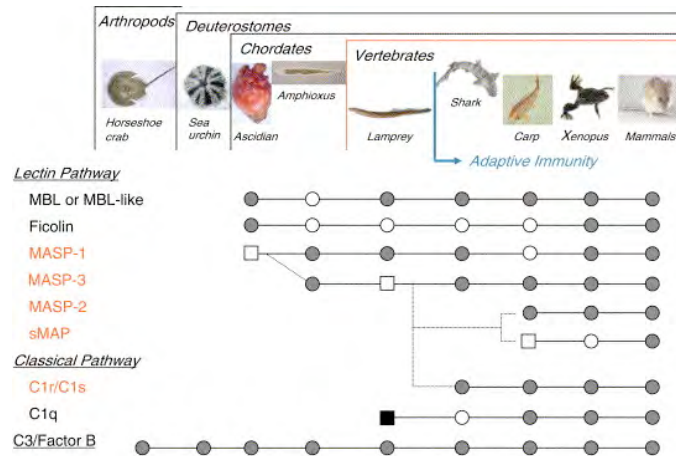 Arthropods
Deuterostomes
Chordates
Vertebrates
Amphioxus
Shark
Horseshoe
crab
Sea
urchin
Ascidian
Lamprey
Carp
Xenopus
Mammals
Adaptive Immunity
Lectin Pathway
MBL or MBL-like
Ficolin
MASP-1
MASP-3
MASP-2
sMAP
Classical Pathway
C1r/C1s
C1q
C3/Factor B